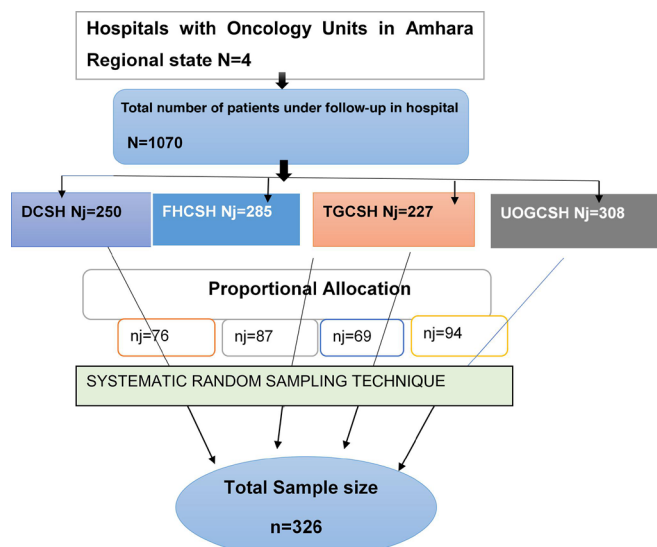 Hospitals with Oncology Units in Amhara
Regional state N=4
Total number of patients under follow-up in hospital
N=1070
DCSH Nj=250
FHCSH Nj=285
TGCSH Nj=227
UOGCSH Nj=308
Proportional Allocation
nj=76
nj=87
nj=69
nj=94
SYSTEMATIC RANDOM SAMPLING TECHNIQUE
Total Sample size
n=326